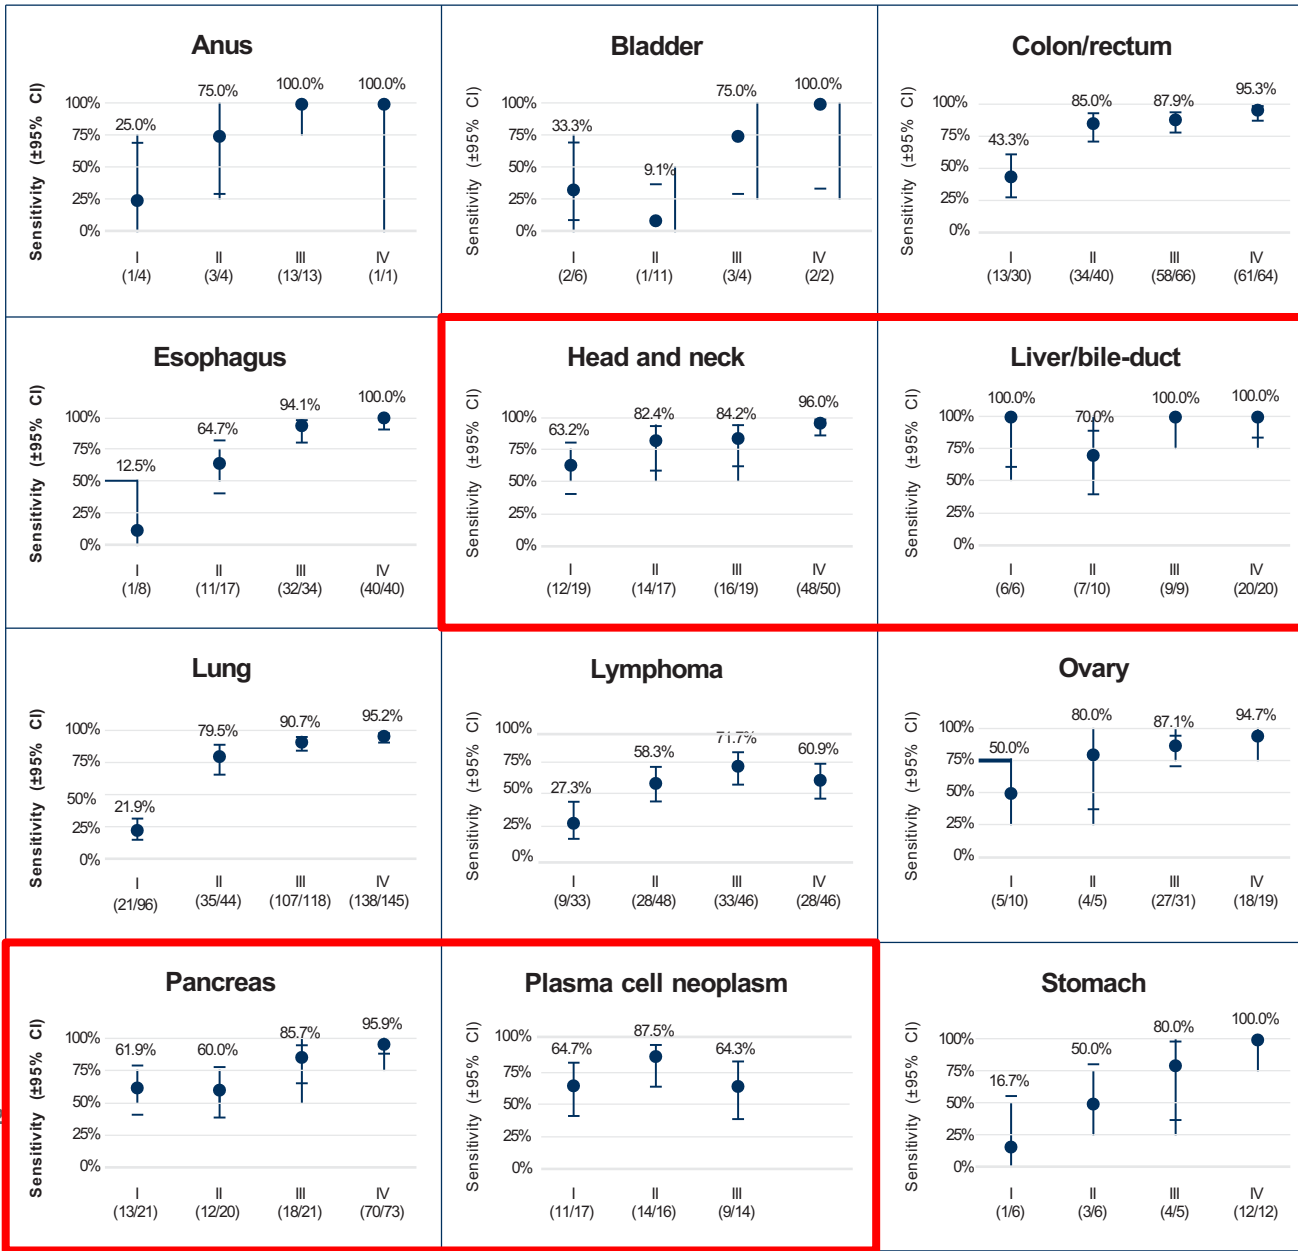 Anus
Sensitivity (±95% CI)
100%
75%
50%
25%
0%
25.0%
75.0%
100.0%
100.0%
I II III IV
(1/4) (3/4) (13/13) (1/1)
Bladder
Sensitivity (±95% CI)
100%
75%
50%
25%
0%
33.3%
9.1%
75.0%
100.0%
I II III IV
(2/6) (1/11) (3/4) (2/2)
Colon/rectum
Sensitivity (±95% CI)
100%
75%
50%
25%
0%
43.3%
85.0%
87.9%
95.3%
I II III IV
(13/30) (34/40) (58/66) (61/64)
Esophagus
Sensitivity (±95% CI)
100%
75%
50%
25%
0%
12.5%
64.7%
94.1%
100.0%
I II III IV
(1/8) (11/17) (32/34) (40/40)
Head and neck
Sensitivity (±95% CI)
100%
75%
50%
25%
0%
63.2%
82.4%
84.2%
96.0%
I II III IV
(12/19) (14/17) (16/19) (48/50)
Liver/bile-duct
Sensitivity (±95% CI)
100%
75%
50%
25%
0%
100.0%
70.0%
100.0%
100.0%
I II III IV
(6/6) (7/10) (9/9) (20/20)
Lung
Sensitivity (±95% CI)
100%
75%
50%
25%
0%
21.9%
79.5%
90.7%
95.2%
I II III IV
(21/96) (35/44) (107/118) (138/145)
Lymphoma
Sensitivity (±95% CI)
100%
75%
50%
25%
0%
27.3%
58.3%
71.7%
60.9%
I II III IV
(9/33) (28/48) (33/46) (28/46)
Ovary
Sensitivity (±95% CI)
100%
75%
50%
25%
0%
50.0%
80.0%
87.1%
94.7%
I II III IV
(5/10) (4/5) (27/31) (18/19)
Pancreas
Sensitivity (±95% CI)
100%
75%
50%
25%
0%
61.9%
60.0%
85.7%
95.9%
I II III IV
(13/21) (12/20) (18/21) (70/73)
Plasma cell neoplasm
Sensitivity (±95% CI)
100%
75%
50%
25%
0%
64.7%
87.5%
64.3%
I II III
(11/17) (14/16) (9/14)
Stomach
Sensitivity (±95% CI)
100%
75%
50%
25%
0%
16.7%
50.0%
80.0%
100.0%
I II III IV
(1/6) (3/6) (4/5) (12/12)